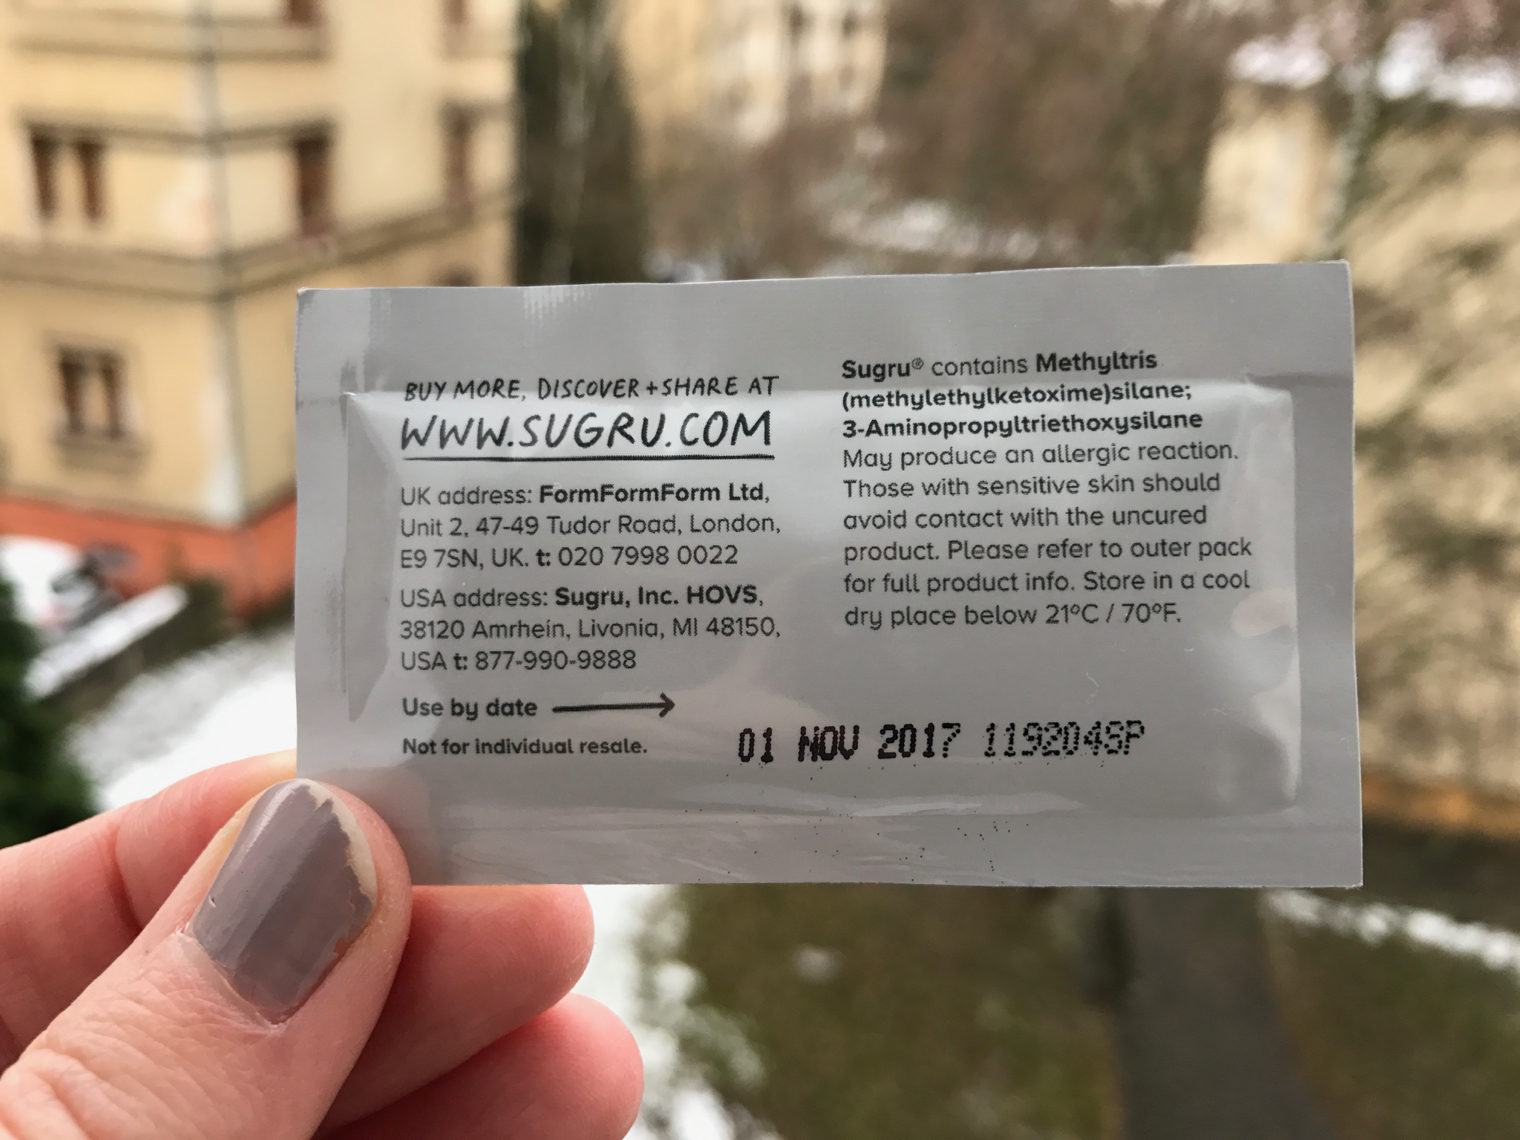 BUY MORE, DISCOVER + SHARE AT
WWW.SUGRU.COM
UK address: FormFormForm Ltd,
Unit 2, 47-49 Tudor Road, London,
E9 7SN, UK. t: 020 7998 0022
USA address: Sugru, Inc. HOVS,
38120 Amrhein, Livonia, MI 48150,
USA t: 877-990-9888
Use by date →
Not for individual resale.
Sugru® contains Methyltris
(methylethylketoxime)silane;
3-Aminopropyltriethoxysilane
May produce an allergic reaction.
Those with sensitive skin should
avoid contact with the uncured
product. Please refer to outer pack
for full product info. Store in a cool
dry place below 21°C / 70°F.
01 NOV 2017 119204SP